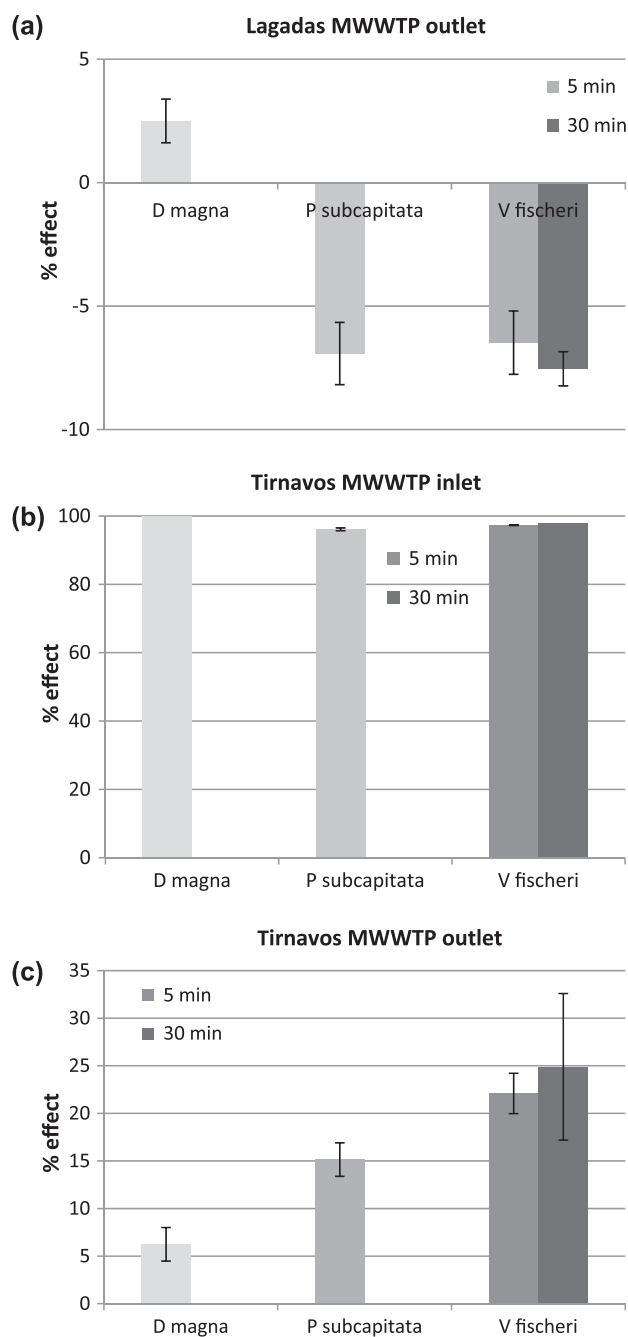 (a)
Lagadas MWWTP outlet
5
0
-5
-10
% effect
5 min
30 min
D magna
P subcapitata
V fischeri
(b)
Tirnavos MWWTP inlet
100
80
60
40
20
0
% effect
5 min
30 min
D magna
P subcapitata
V fischeri
(c)
Tirnavos MWWTP outlet
35
30
25
20
15
10
5
0
% effect
5 min
30 min
D magna
P subcapitata
V fischeri